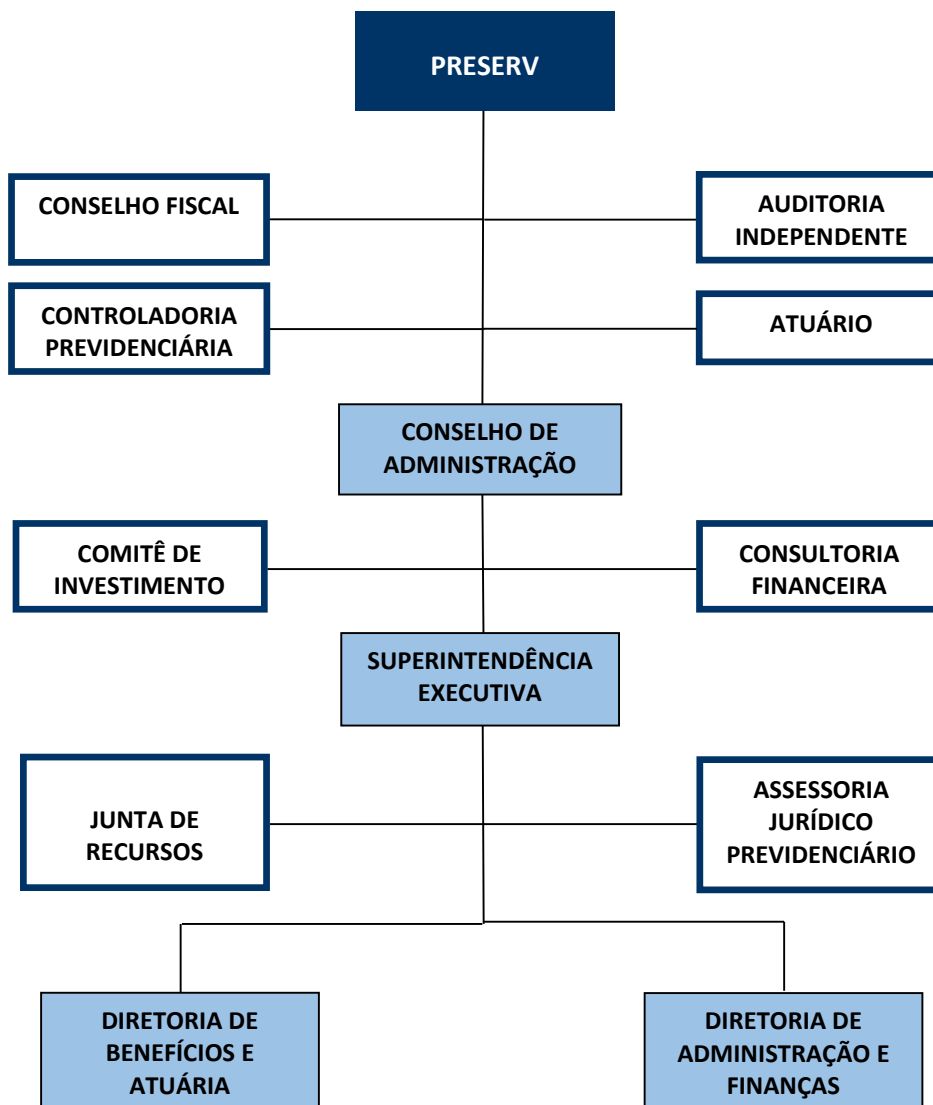 PRESERV
CONSELHO FISCAL
AUDITORIA
INDEPENDENTE
CONTROLADORIA
PREVIDENCIÁRIA
ATUÁRIO
CONSELHO DE
ADMINISTRAÇÃO
COMITÊ DE
INVESTIMENTO
CONSULTORIA
FINANCEIRA
SUPERINTENDÊNCIA
EXECUTIVA
JUNTA DE
RECURSOS
ASSESSORIA
JURÍDICO
PREVIDENCIÁRIO
DIRETORIA DE
BENEFÍCIOS E
ATUÁRIA
DIRETORIA DE
ADMINISTRAÇÃO E
FINANÇAS